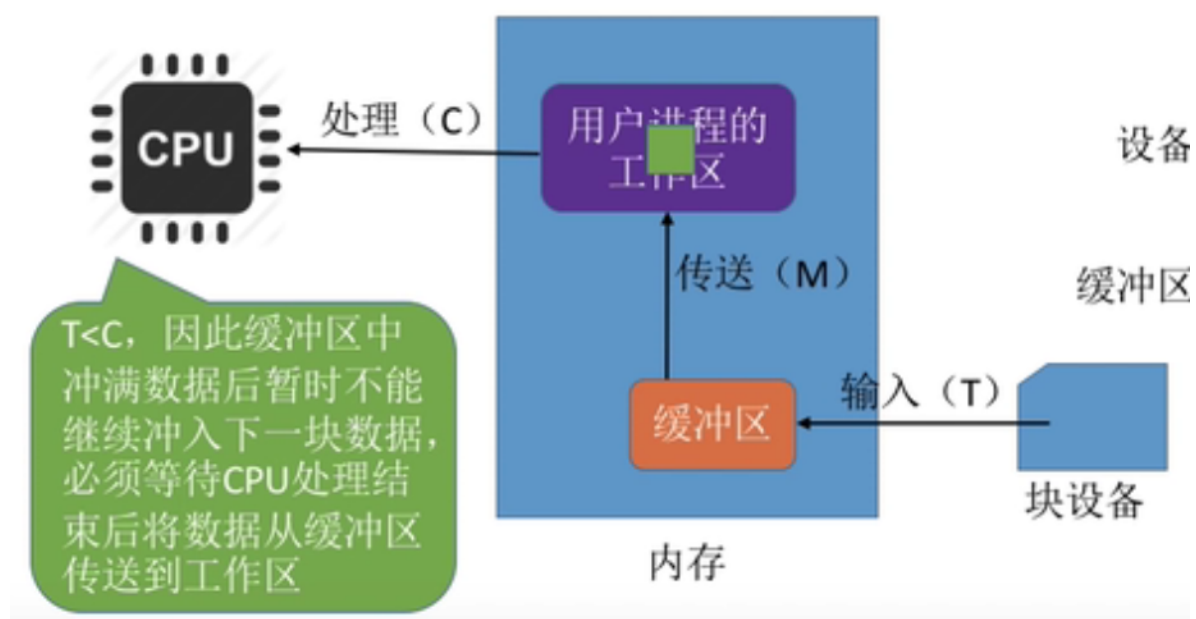 CPU
处理（C）
用户进程的
工作区
设备
传送（M）
缓冲区
T<C，因此缓冲区中
冲满数据后暂时不能
继续冲入下一块数据，
必须等待CPU处理结
束后将数据从缓冲区
传送到工作区
缓冲区
输入（T）
块设备
内存